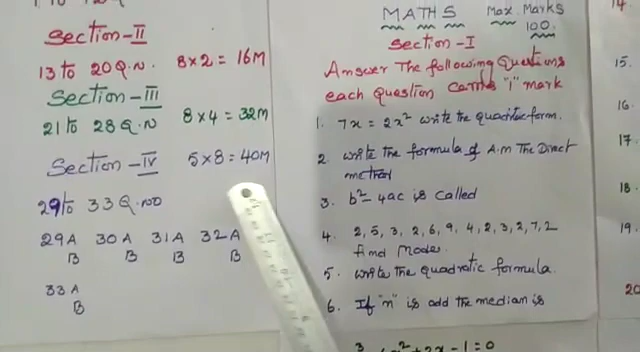 Section-II
13 to 20 Q.N. 8 x 2 = 16M
Section-III
21 to 28 Q.N 8 x 4 = 32M
Section-IV 5 x 8 = 40M
29 to 33 Q.NO
29 A 30 A 31 A 32 A
B B B B
33 A
B
MATHS Max. Marks
100.
Section-I
Answer The following Questions
each question carries "1" mark
1. 7x = 2x² write the quadritic form.
2. write the formula of A.M The Direct
method
3. b² - 4ac is called
4. 2, 5, 3, 2, 6, 9, 4, 2, 3, 2, 7, 2
find Mode.
5. write the quadratic formula.
6. If "n" is odd the median is
+ 2x - 1 = 0
14.
15.
16.
17.
18.
19.
20